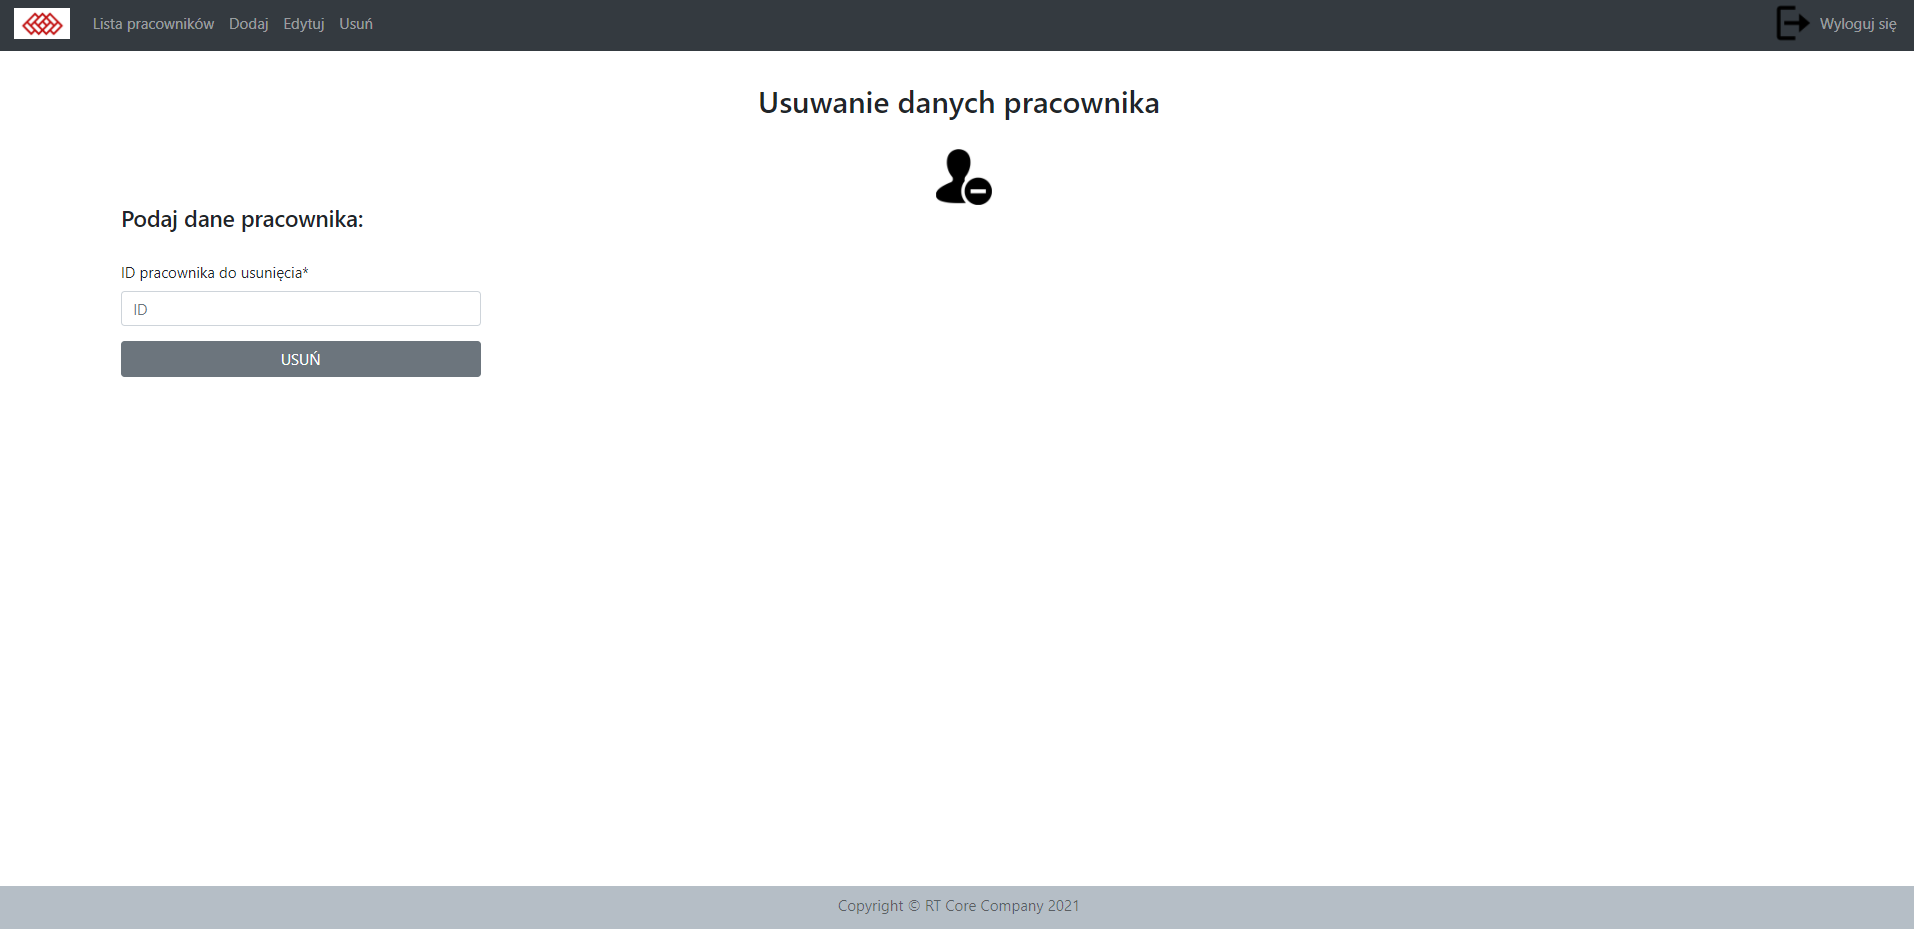 Lista pracowników Dodaj Edytuj Usuń Wyloguj się
Usuwanie danych pracownika
Podaj dane pracownika:
ID pracownika do usunięcia*
ID
USUŃ
Copyright © RT Core Company 2021